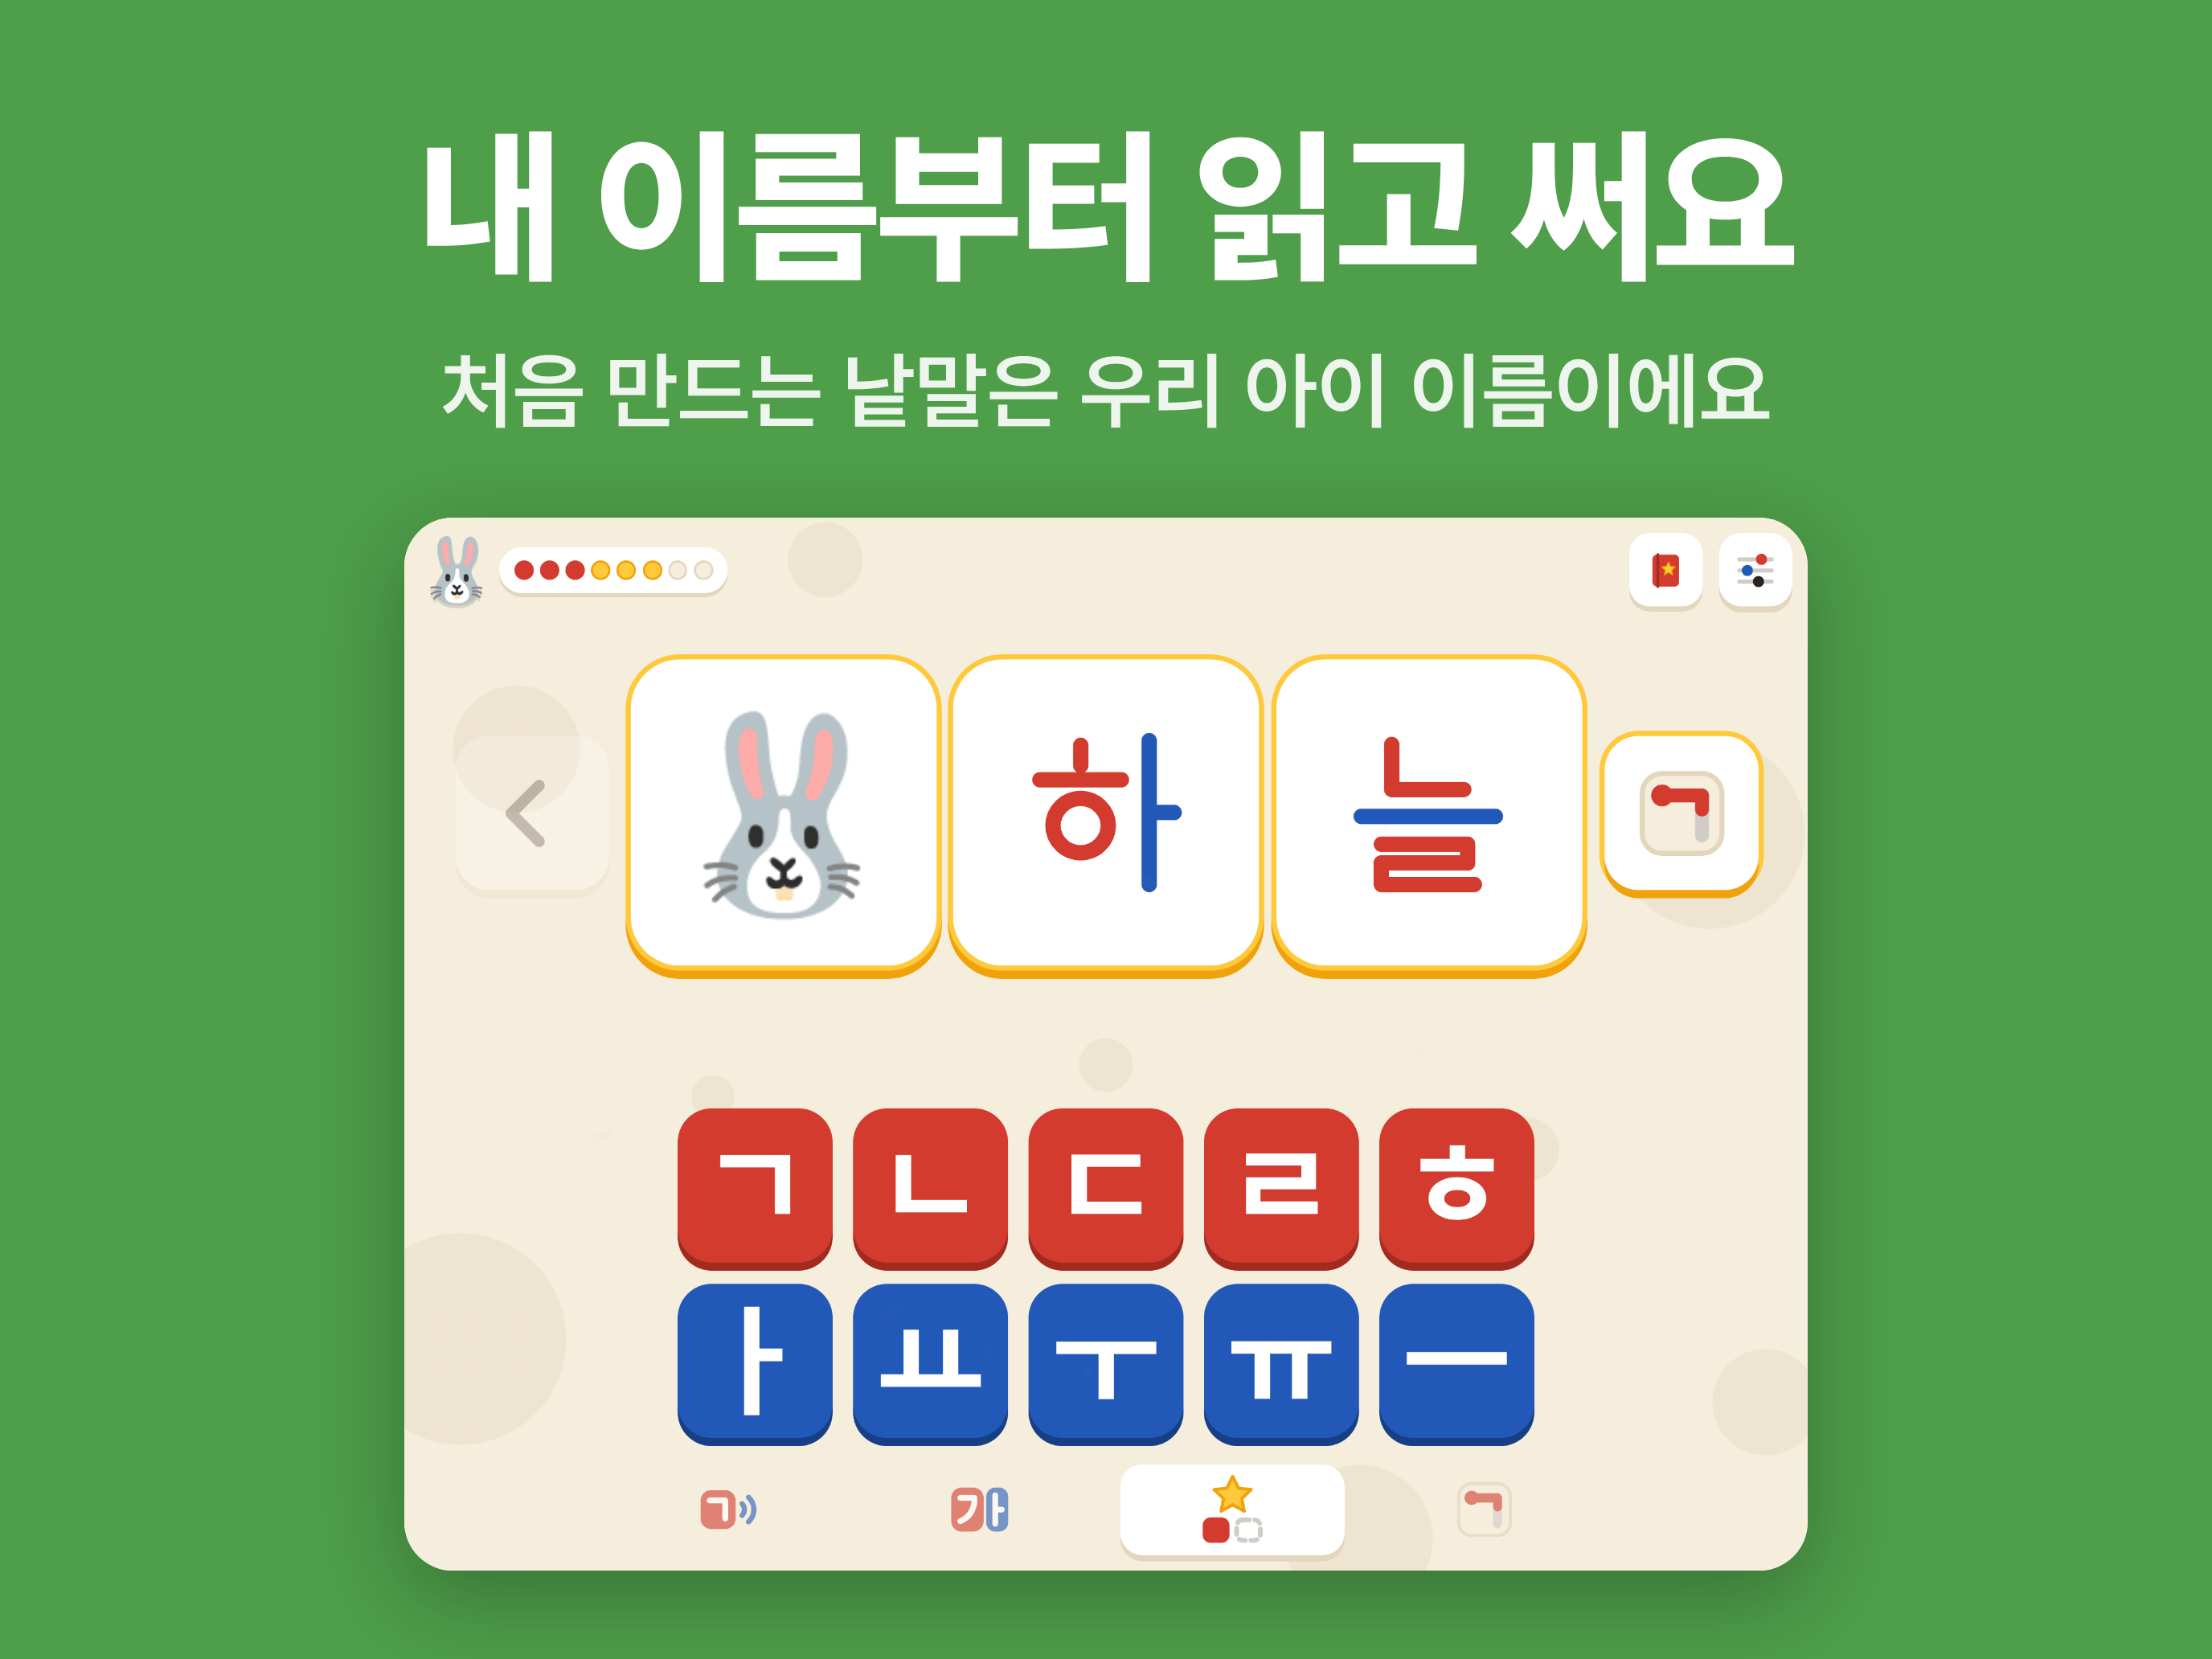 내 이름부터 읽고 써요
처음 만드는 낱말은 우리 아이 이름이에요
하 늘
ㄱ ㄴ ㄷ ㄹ ㅎ
ㅏ ㅛ ㅜ ㅠ ㅡ
ㄱ 가 ㄱ